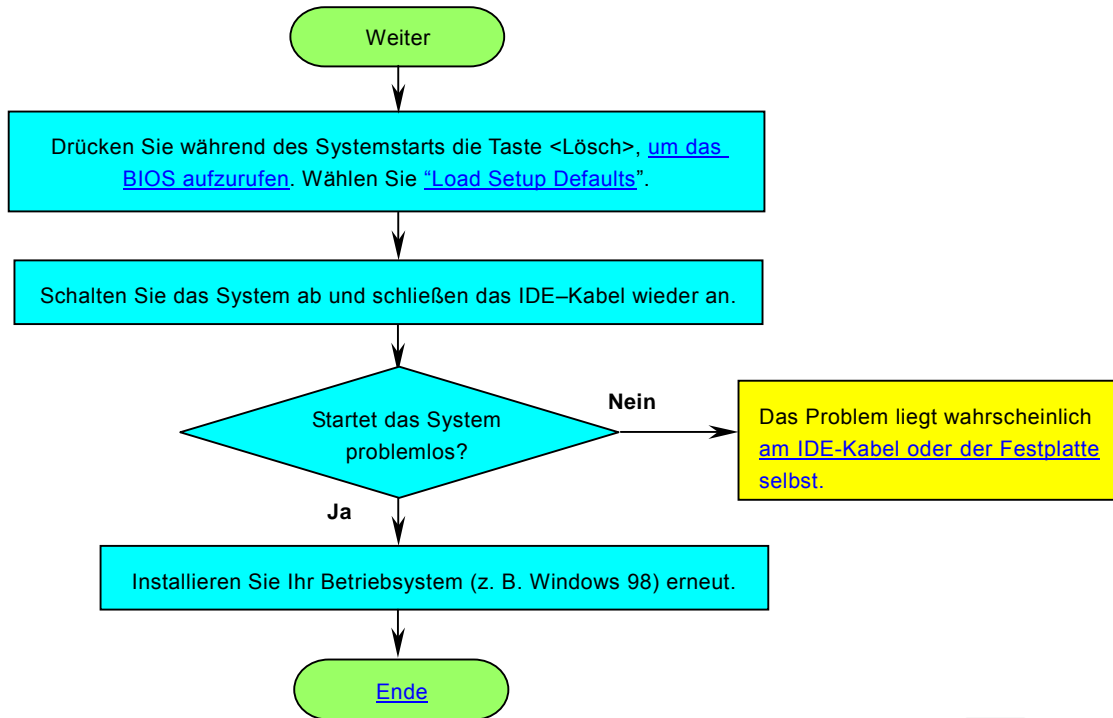 Weiter
Drücken Sie während des Systemstarts die Taste <Lösch>, um das
BIOS aufzurufen. Wählen Sie “Load Setup Defaults”.
Schalten Sie das System ab und schließen das IDE–Kabel wieder an.
Startet das System
problemlos?
Nein
Das Problem liegt wahrscheinlich
am IDE-Kabel oder der Festplatte
selbst.
Ja
Installieren Sie Ihr Betriebsystem (z. B. Windows 98) erneut.
Ende